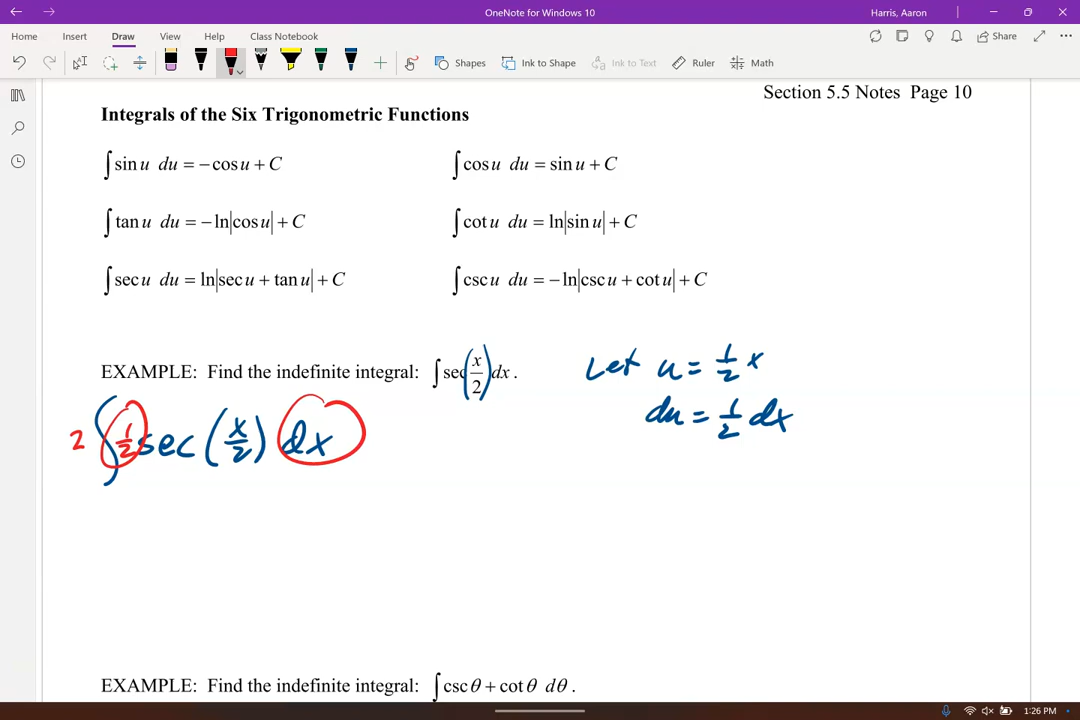 OneNote for Windows 10
Harris, Aaron
Home Insert Draw View Help Class Notebook
Share
Shapes Ink to Shape Ink to Text Ruler Math
Section 5.5 Notes Page 10
Integrals of the Six Trigonometric Functions
∫ sin u du = −cos u + C ∫ cos u du = sin u + C
∫ tan u du = −ln|cos u| + C ∫ cot u du = ln|sin u| + C
∫ sec u du = ln|sec u + tan u| + C ∫ csc u du = −ln|csc u + cot u| + C
EXAMPLE: Find the indefinite integral: ∫ sec(x/2) dx .
Let u = 1/2 x
du = 1/2 dx
2 ∫ 1/2 sec (x/2) dx
EXAMPLE: Find the indefinite integral: ∫ csc θ + cot θ dθ .
1:26 PM